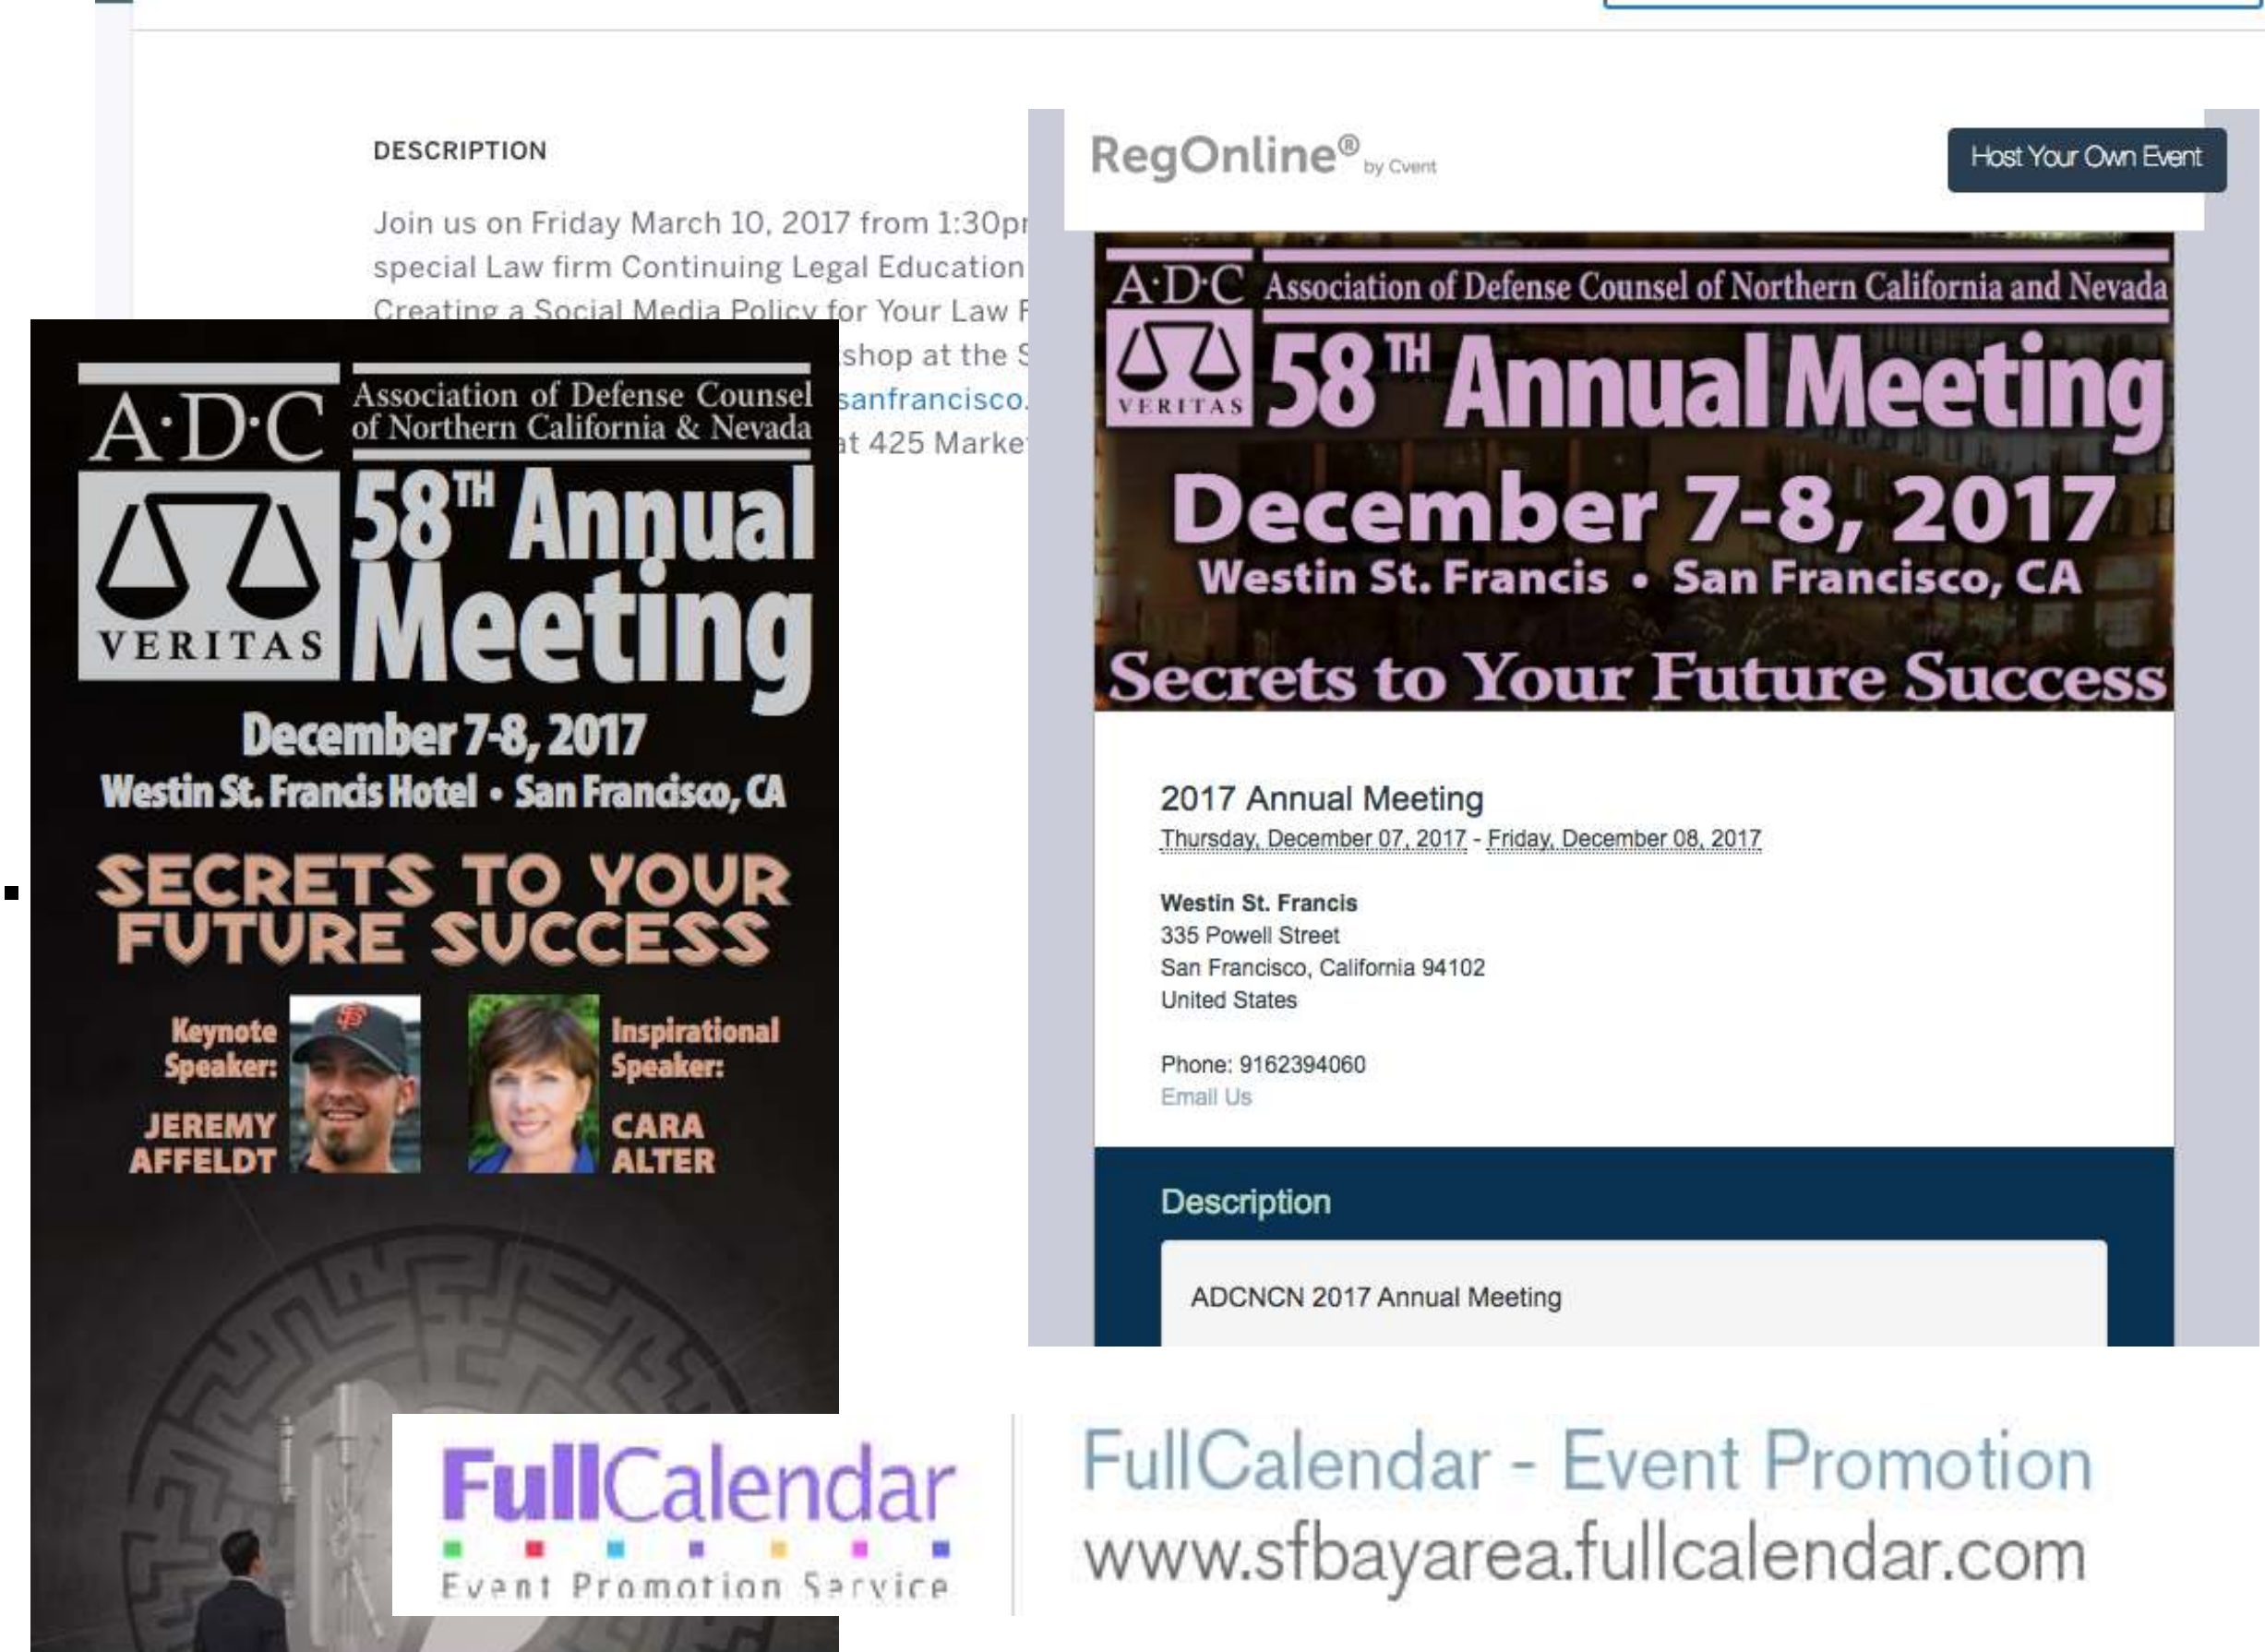 DESCRIPTION
Join us on Friday March 10, 2017 from
special Law firm Continuing Legal Education
Creating a Social Media Policy for Your Law
shop at the
sanfrancisco.
at 425
A·D·C
Association of Defense Counsel
of Northern California & Nevada
VERITAS
58TH Annual
Meeting
December 7-8, 2017
Westin St. Francis Hotel • San Francisco, CA
SECRETS TO YOUR
FUTURE SUCCESS
Keynote
Speaker:
JEREMY
AFFELDT
SF
Inspirational
Speaker:
CARA
ALTER
RegOnline® by Cvent
Host Your Own Event
A·D·C Association of Defense Counsel of Northern California and Nevada
VERITAS
58TH Annual Meeting
December 7-8, 2017
Westin St. Francis • San Francisco, CA
Secrets to Your Future Success
2017 Annual Meeting
Thursday, December 07, 2017 - Friday, December 08, 2017
Westin St. Francis
335 Powell Street
San Francisco, California 94102
United States
Phone: 9162394060
Email Us
Description
ADCNCN 2017 Annual Meeting
FullCalendar
Event Promotion Service
FullCalendar - Event Promotion
www.sfbayarea.fullcalendar.com